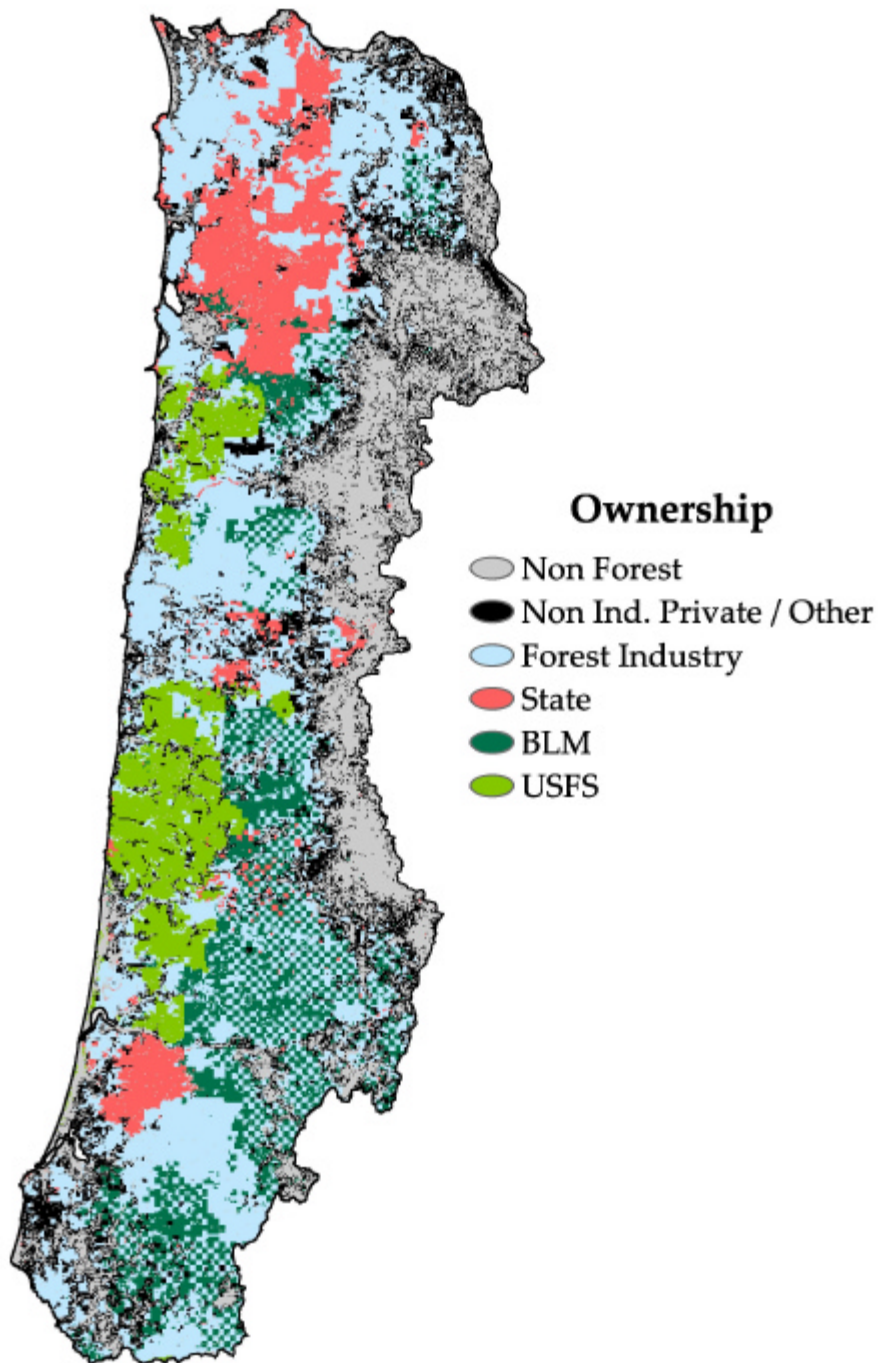 Ownership
Non Forest
Non Ind. Private / Other
Forest Industry
State
BLM
USFS